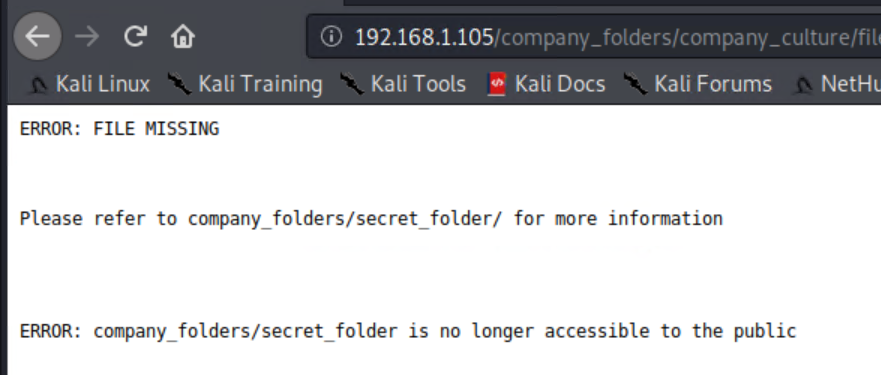 192.168.1.105/company_folders/company_culture/file
Kali Linux Kali Training Kali Tools Kali Docs Kali Forums NetHu
ERROR: FILE MISSING
Please refer to company_folders/secret_folder/ for more information
ERROR: company_folders/secret_folder is no longer accessible to the public